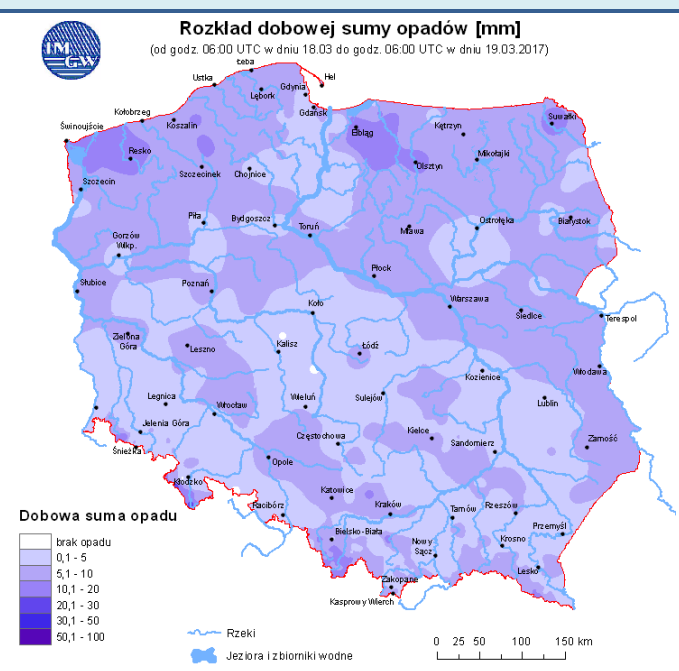 Rozkład dobowej sumy opadów [mm]
(od godz. 06:00 UTC w dniu 18.03 do godz. 06:00 UTC w dniu 19.03.2017)
IM
GW
Łeba
Hel
Ustka
Lębork
Gdynia
Gdańsk
Kołobrzeg
Koszalin
Świnoujście
Elbląg
Kętrzyn
Suwałki
Resko
Szczecinek
Chojnice
Olsztyn
Mikołajki
Szczecin
Piła
Bydgoszcz
Toruń
Mława
Ostrołęka
Białystok
Gorzów
Wlkp.
Płock
Słubice
Poznań
Koło
Warszawa
Siedlce
Terespol
Zielona
Góra
Leszno
Kalisz
Łódź
Kozienice
Włodawa
Legnica
Wrocław
Wieluń
Sulejów
Lublin
Jelenia Góra
Śnieżka
Częstochowa
Kielce
Sandomierz
Zamość
Kłodzko
Opole
Katowice
Racibórz
Kraków
Tarnów
Rzeszów
Przemyśl
Bielsko-Biała
Nowy
Sącz
Krosno
Lesko
Zakopane
Kasprowy Wierch
Dobowa suma opadu
brak opadu
0,1 - 5
5,1 - 10
10,1 - 20
20,1 - 30
30,1 - 50
50,1 - 100
Rzeki
Jeziora i zbiorniki wodne
0 25 50 100 150 km